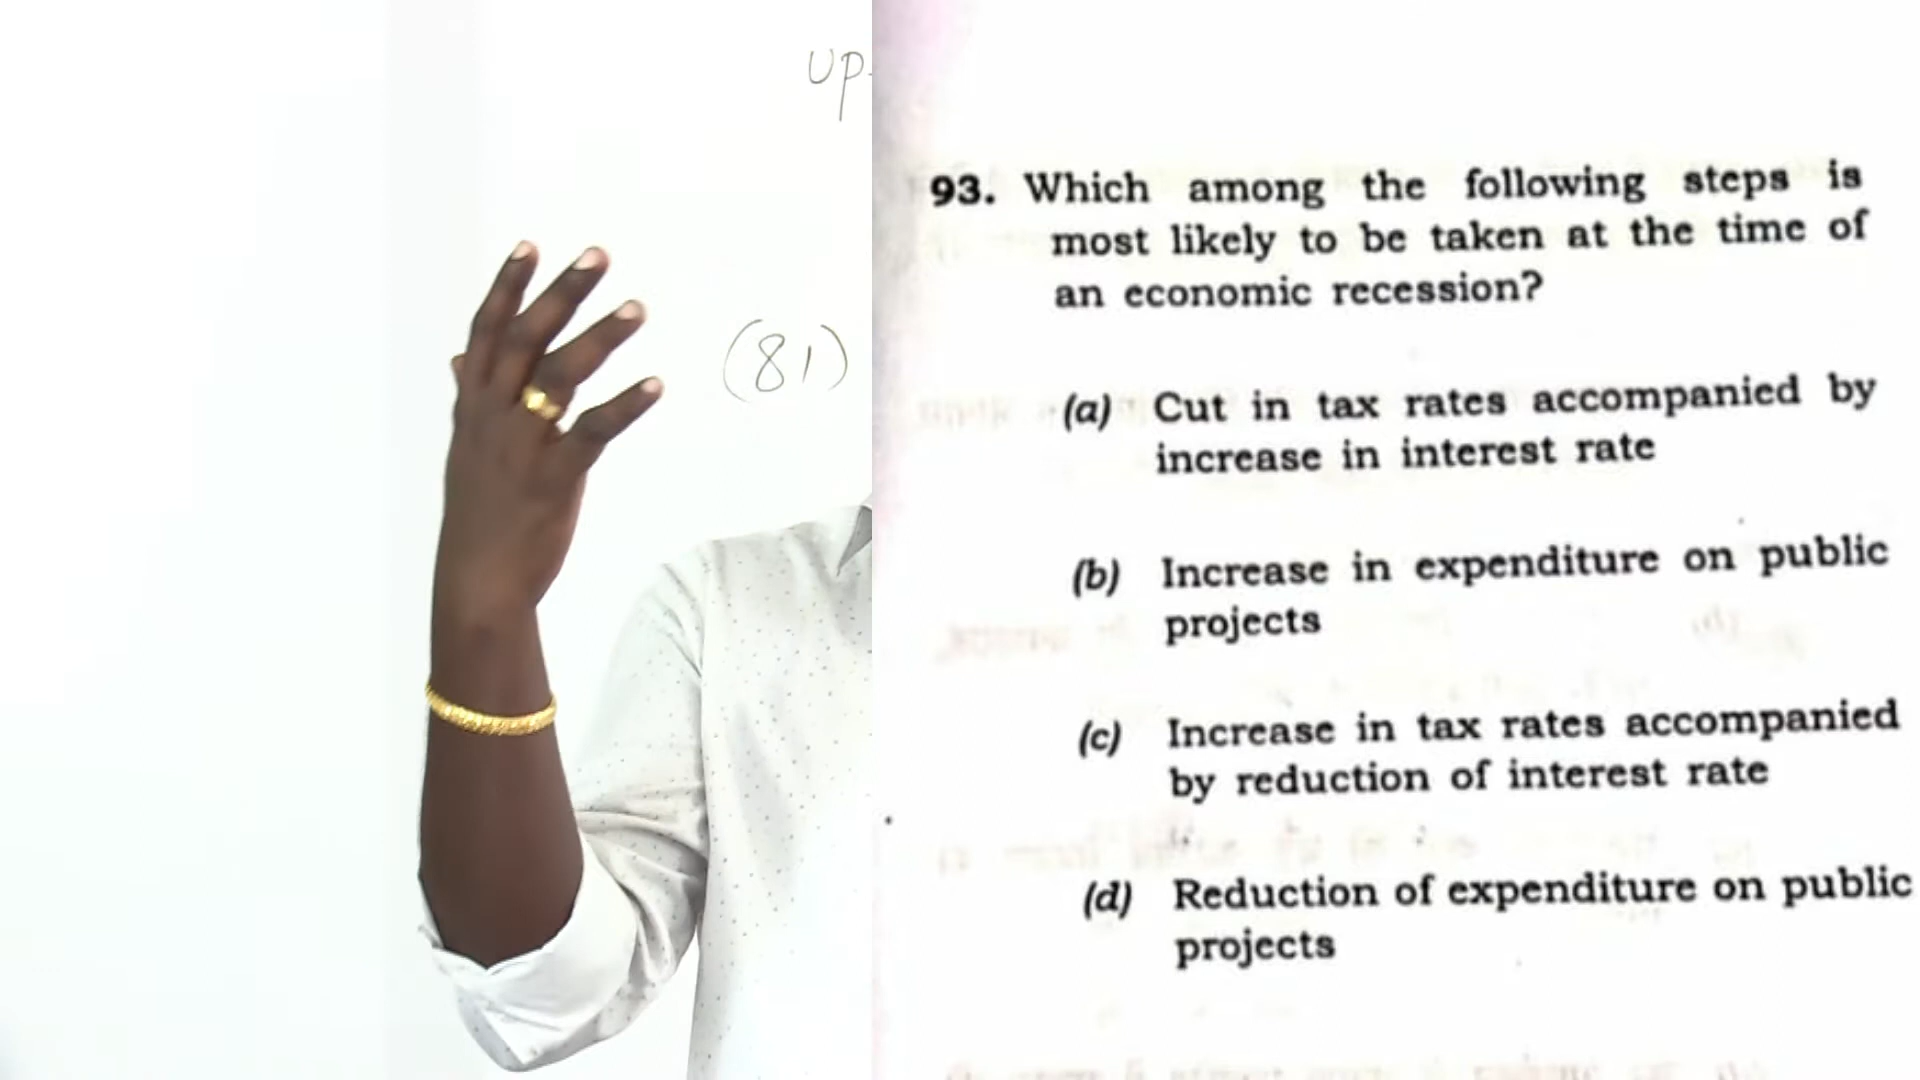 up
(81)
93. Which among the following steps is
most likely to be taken at the time of
an economic recession?
(a) Cut in tax rates accompanied by
increase in interest rate
(b) Increase in expenditure on public
projects
(c) Increase in tax rates accompanied
by reduction of interest rate
(d) Reduction of expenditure on public
projects